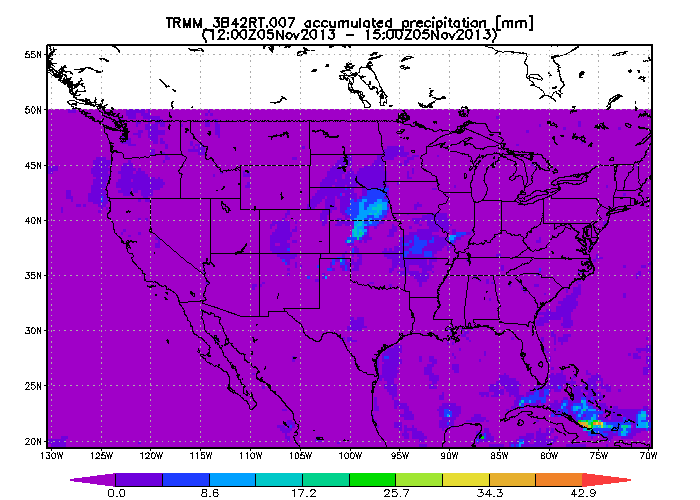 TRMM_3B42RT.007 accumulated precipitation [mm]
(12:00Z05Nov2013 - 15:00Z05Nov2013)
55N
50N
45N
40N
35N
30N
25N
20N
130W 125W 120W 115W 110W 105W 100W 95W 90W 85W 80W 75W 70W
0.0 8.6 17.2 25.7 34.3 42.9